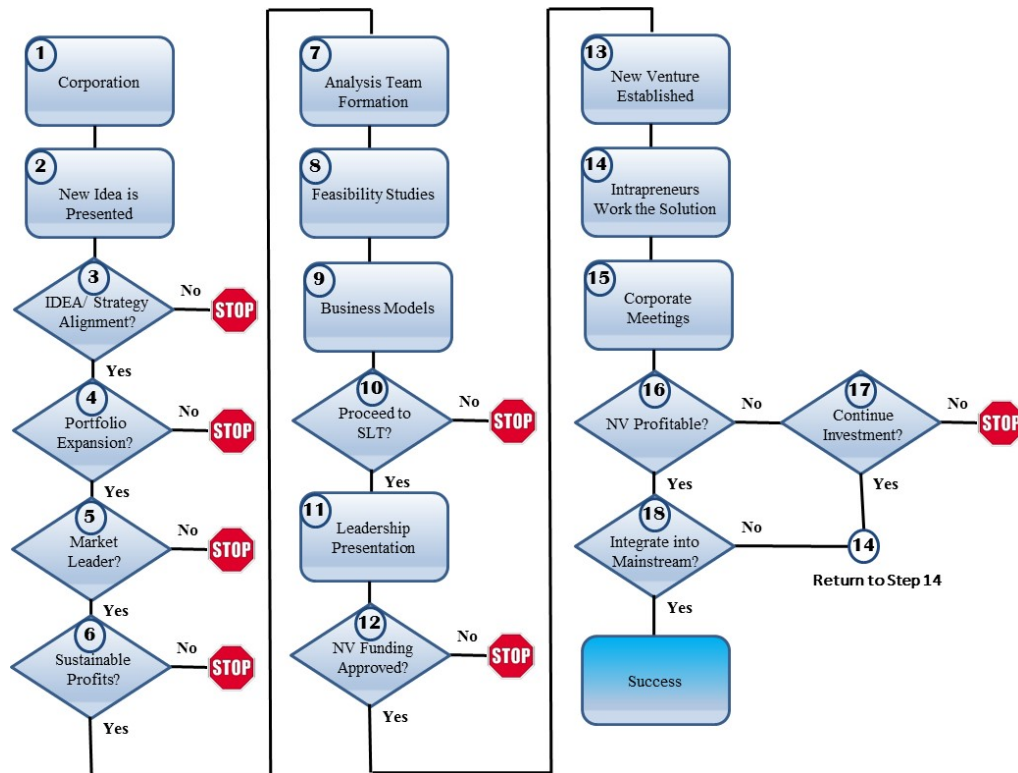 1
Corporation
2
New Idea is
Presented
3
IDEA/ Strategy
Alignment?
No
STOP
Yes
4
Portfolio
Expansion?
No
STOP
Yes
5
Market
Leader?
No
STOP
Yes
6
Sustainable
Profits?
No
STOP
Yes
7
Analysis Team
Formation
8
Feasibility Studies
9
Business Models
10
Proceed to
SLT?
No
STOP
Yes
11
Leadership
Presentation
12
NV Funding
Approved?
No
STOP
Yes
13
New Venture
Established
14
Intrapreneurs
Work the Solution
15
Corporate
Meetings
16
NV Profitable?
No
Yes
17
Continue
Investment?
No
STOP
Yes
18
Integrate into
Mainstream?
No
14
Return to Step 14
Yes
Success